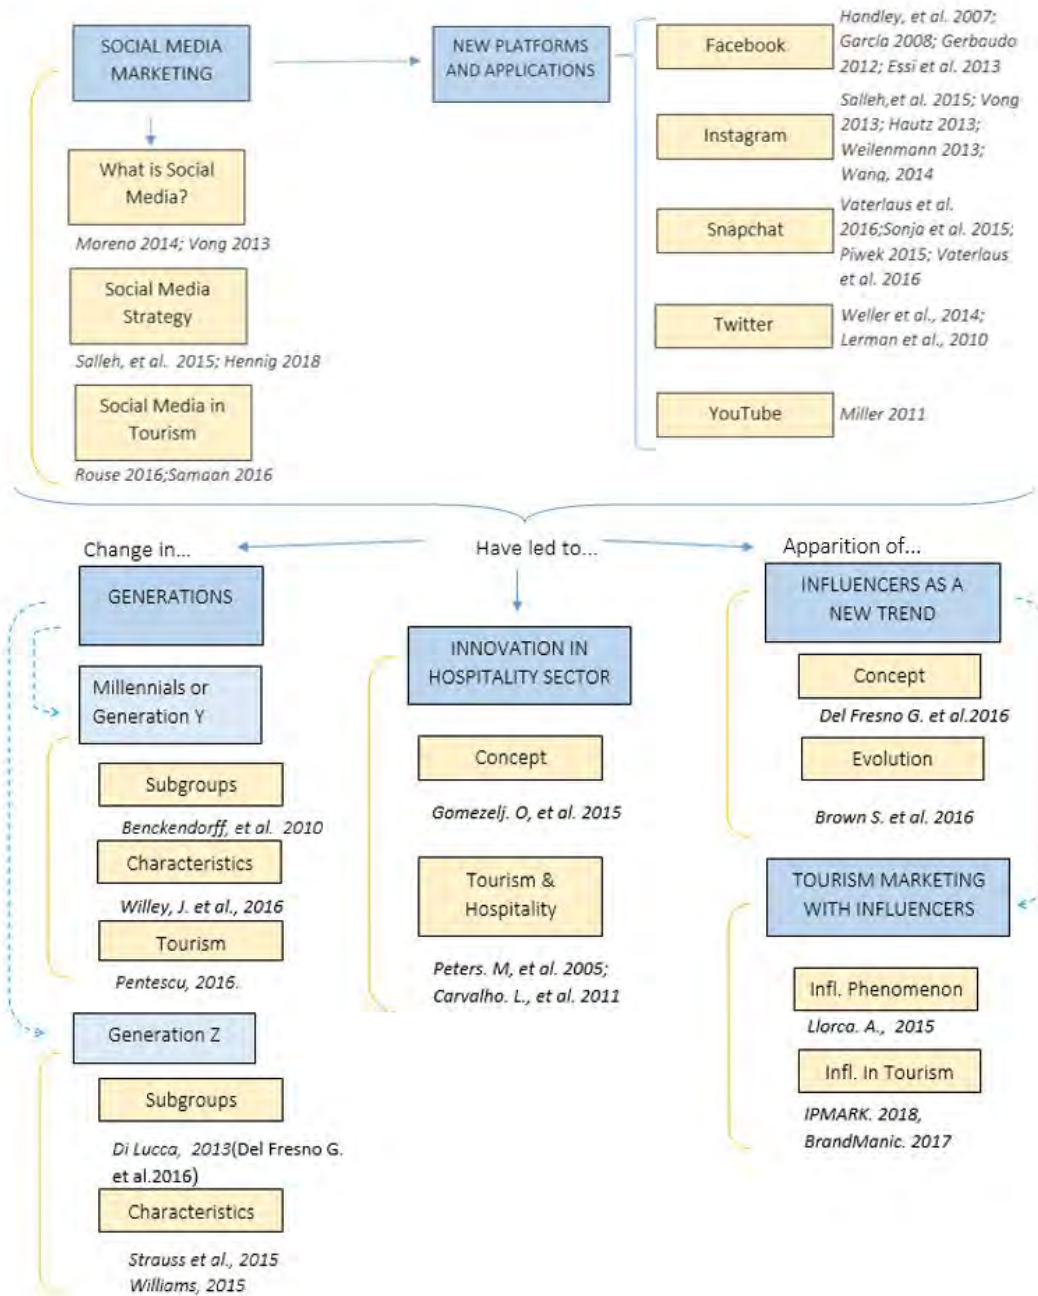 SOCIAL MEDIA
MARKETING
NEW PLATFORMS
AND APPLICATIONS
Facebook
Handley, et al. 2007;
García 2008; Gerbaudo
2012; Essi et al. 2013
Instagram
Salleh,et al. 2015; Vong
2013; Hautz 2013;
Weilenmann 2013;
Wang, 2014
Snapchat
Vaterlaus et al.
2016;Sonja et al. 2015;
Piwek 2015; Vaterlaus
et al. 2016
Twitter
Weller et al., 2014;
Lerman et al., 2010
YouTube
Miller 2011
What is Social
Media?
Moreno 2014; Vong 2013
Social Media
Strategy
Salleh, et al. 2015; Hennig 2018
Social Media in
Tourism
Rouse 2016;Samaan 2016
Change in...
Have led to...
Apparition of...
GENERATIONS
Millennials or
Generation Y
Subgroups
Benckendorff, et al. 2010
Characteristics
Willey, J. et al., 2016
Tourism
Pentescu, 2016.
Generation Z
Subgroups
Di Lucca, 2013(Del Fresno G.
et al.2016)
Characteristics
Strauss et al., 2015
Williams, 2015
INNOVATION IN
HOSPITALITY SECTOR
Concept
Gomezelj. O, et al. 2015
Tourism &
Hospitality
Peters. M, et al. 2005;
Carvalho. L., et al. 2011
INFLUENCERS AS A
NEW TREND
Concept
Del Fresno G. et al.2016
Evolution
Brown S. et al. 2016
TOURISM MARKETING
WITH INFLUENCERS
Infl. Phenomenon
Llorca. A., 2015
Infl. In Tourism
IPMARK. 2018,
BrandManic. 2017